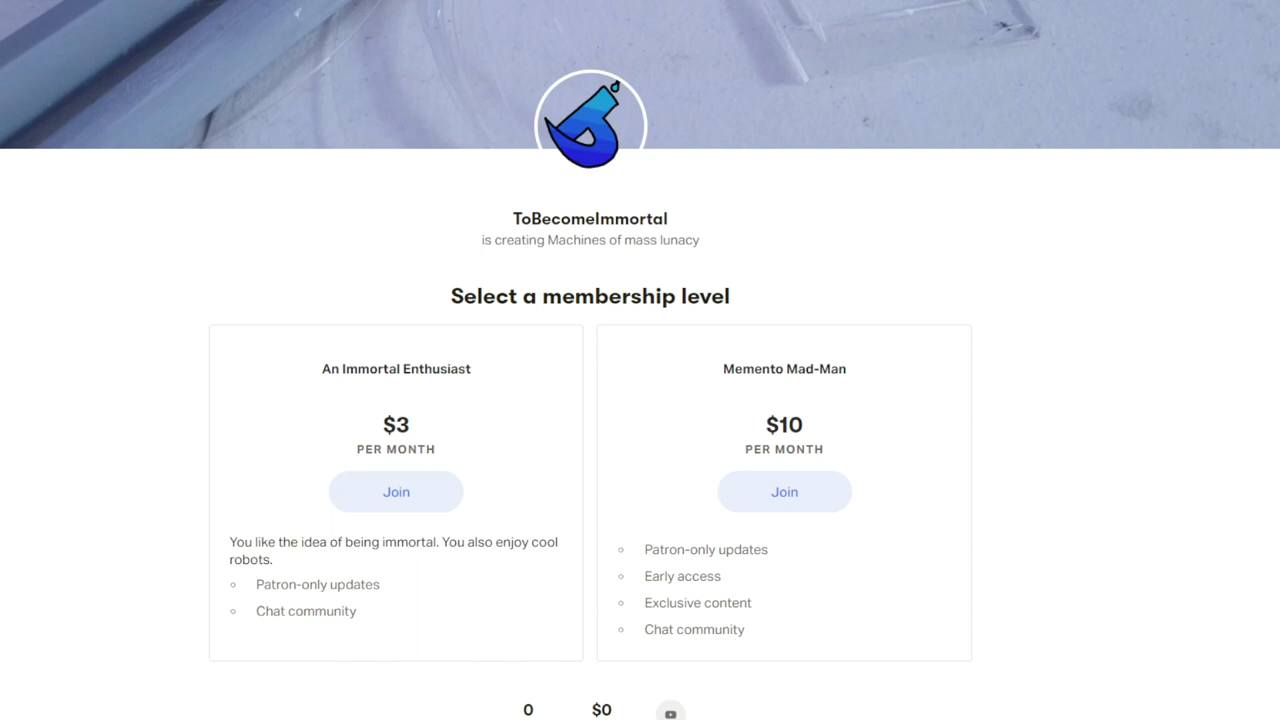 ToBecomeImmortal
is creating Machines of mass lunacy
Select a membership level
An Immortal Enthusiast
$3
PER MONTH
Join
You like the idea of being immortal. You also enjoy cool
robots.
Patron-only updates
Chat community
Memento Mad-Man
$10
PER MONTH
Join
Patron-only updates
Early access
Exclusive content
Chat community
0
$0